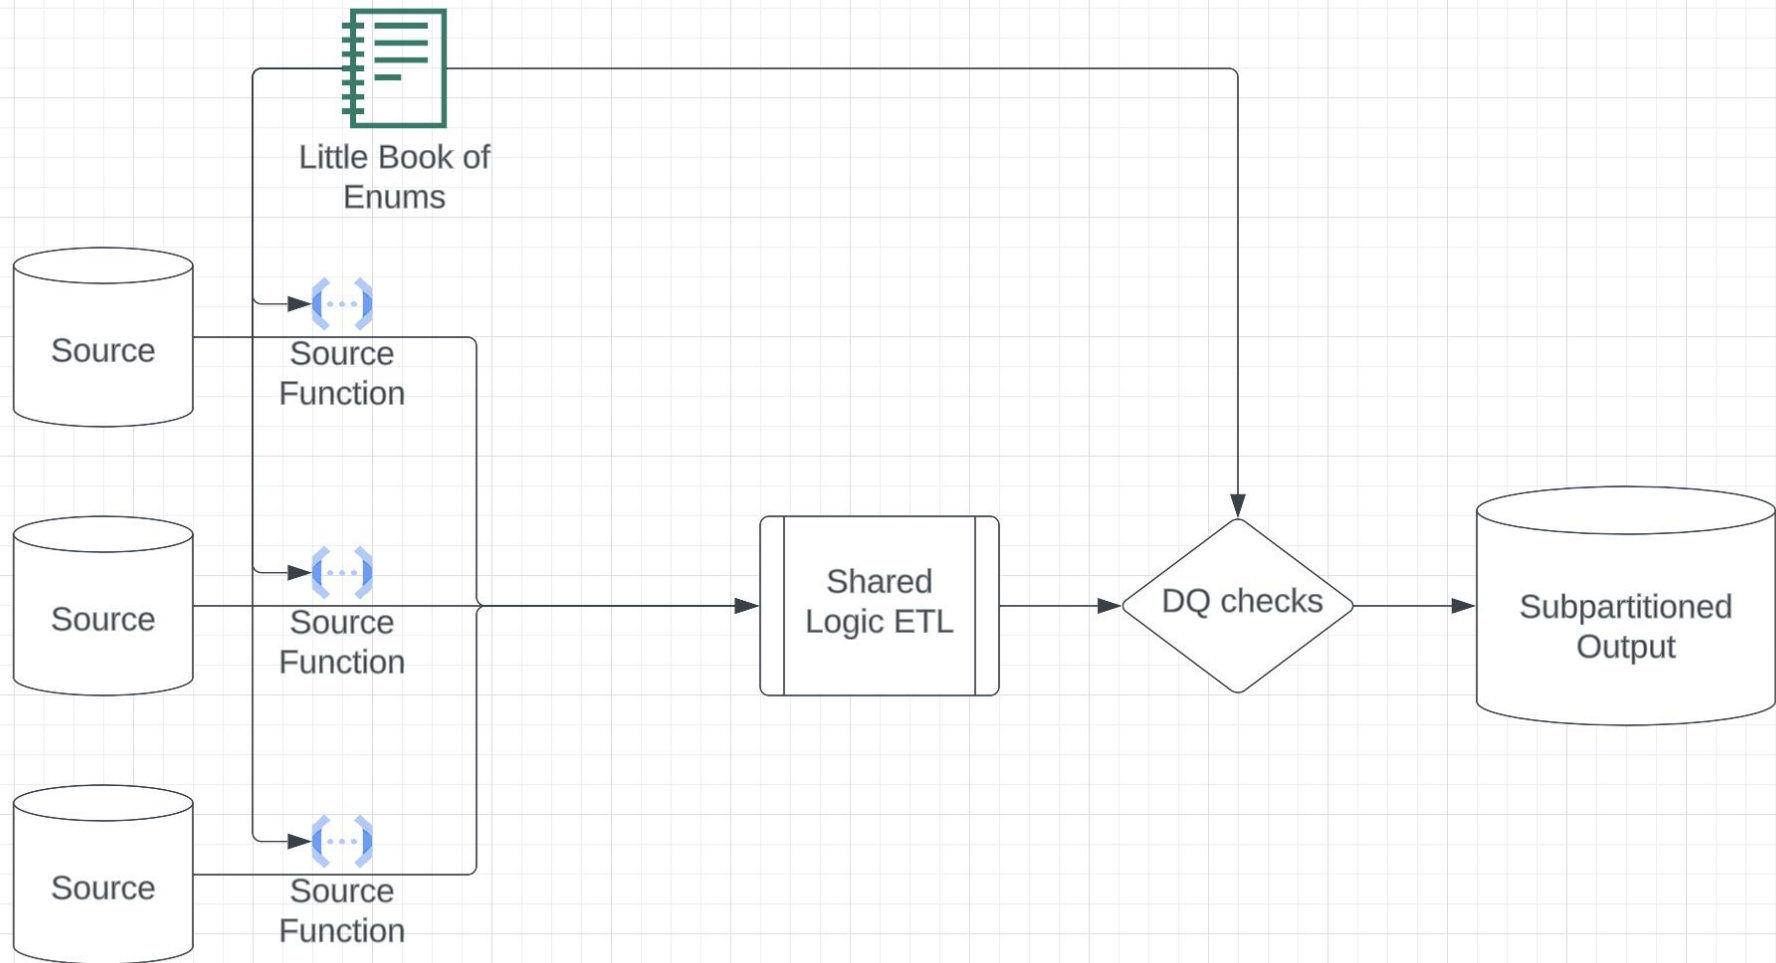 Little Book of
Enums
Source
Source
Function
Source
Source
Function
Shared
Logic ETL
DQ checks
Subpartitioned
Output
Source
Source
Function